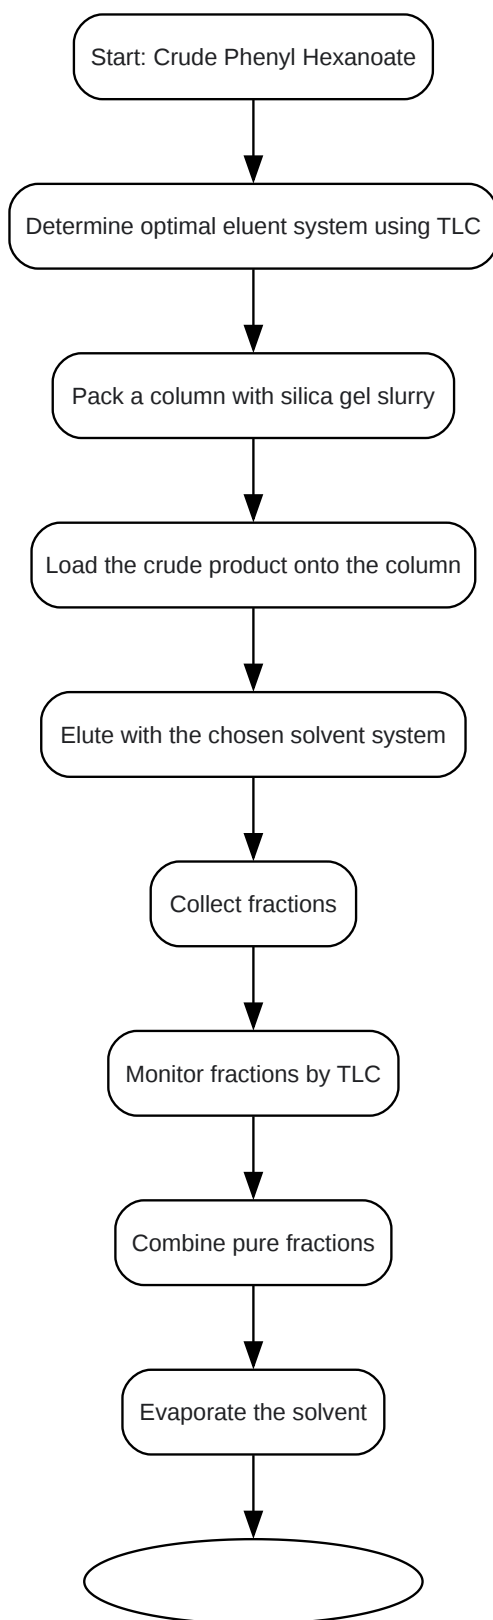 Start: Crude Phenyl Hexanoate
Determine optimal eluent system using TLC
Pack a column with silica gel slurry
Load the crude product onto the column
Elute with the chosen solvent system
Collect fractions
Monitor fractions by TLC
Combine pure fractions
Evaporate the solvent